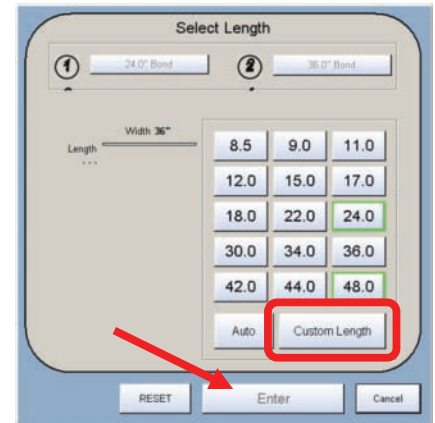 Select Length
1 24.0" Bond 2 36.0" Bond
Width 36"
Length
...
8.5 9.0 11.0
12.0 15.0 17.0
18.0 22.0 24.0
30.0 34.0 36.0
42.0 44.0 48.0
Auto Custom Length
RESET Enter Cancel